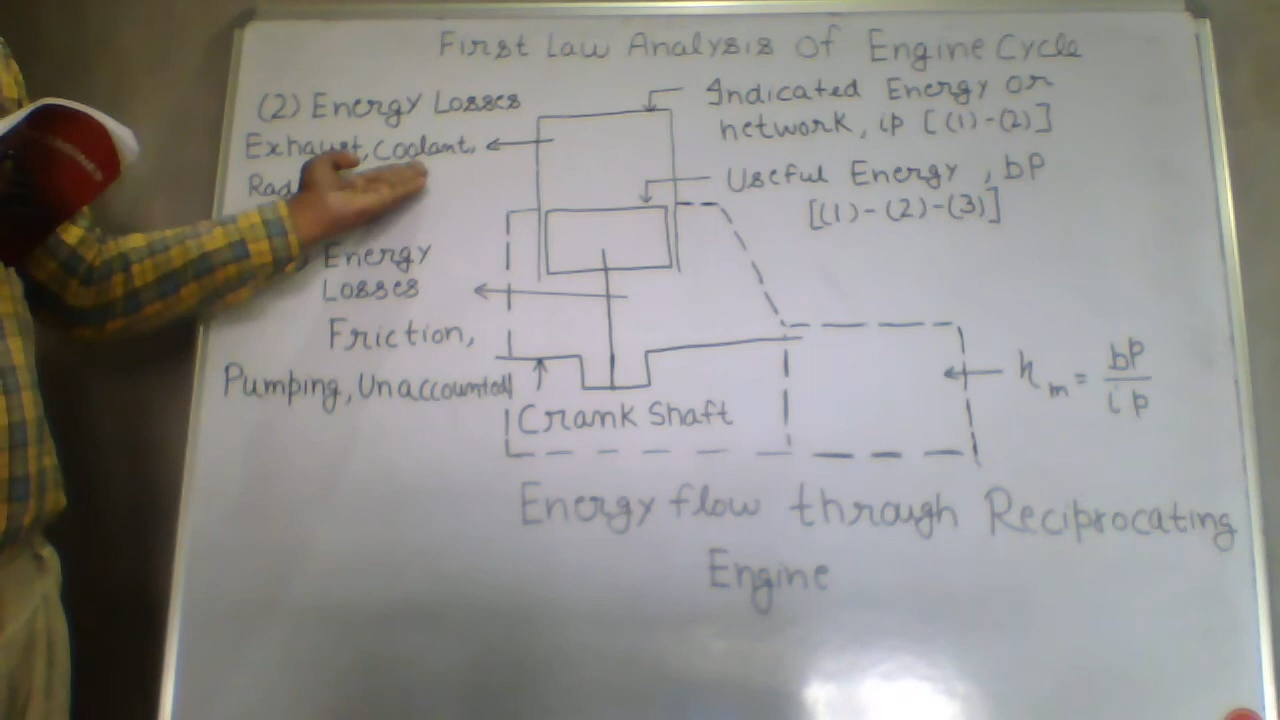 First Law Analysis Of Engine Cycle
(2) Energy Losses
Exhaust, Coolant,
Indicated Energy or
network, ip [(1)-(2)]
Useful Energy, bp
[(1)-(2)-(3)]
Energy
Losses
Friction,
Pumping, Unaccounted
Crank Shaft
ηm = bp
ip
Energy flow through Reciprocating
Engine